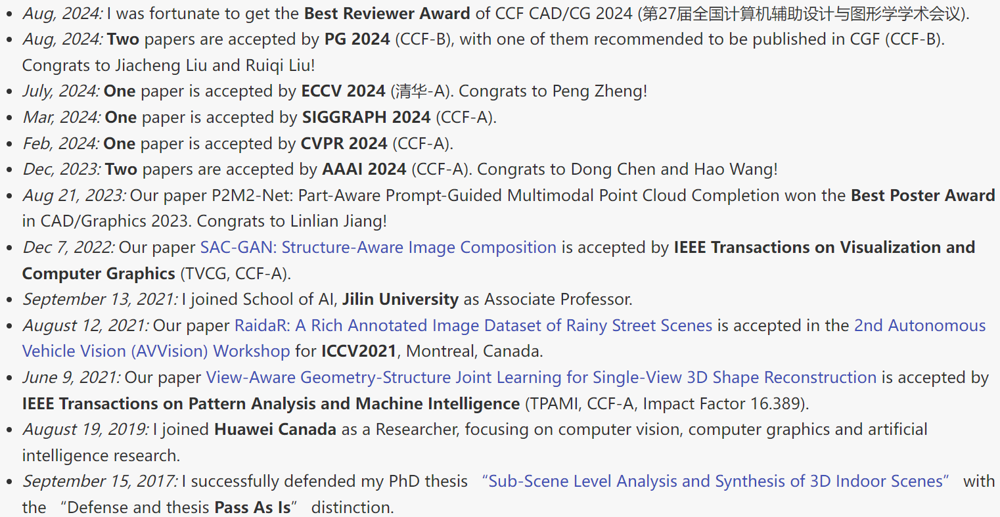 • Aug, 2024: I was fortunate to get the Best Reviewer Award of CCF CAD/CG 2024 (第27届全国计算机辅助设计与图形学学术会议).
• Aug, 2024: Two papers are accepted by PG 2024 (CCF-B), with one of them recommended to be published in CGF (CCF-B).
Congrats to Jiacheng Liu and Ruiqi Liu!
• July, 2024: One paper is accepted by ECCV 2024 (清华-A). Congrats to Peng Zheng!
• Mar, 2024: One paper is accepted by SIGGRAPH 2024 (CCF-A).
• Feb, 2024: One paper is accepted by CVPR 2024 (CCF-A).
• Dec, 2023: Two papers are accepted by AAAI 2024 (CCF-A). Congrats to Dong Chen and Hao Wang!
• Aug 21, 2023: Our paper P2M2-Net: Part-Aware Prompt-Guided Multimodal Point Cloud Completion won the Best Poster Award
in CAD/Graphics 2023. Congrats to Linlian Jiang!
• Dec 7, 2022: Our paper SAC-GAN: Structure-Aware Image Composition is accepted by IEEE Transactions on Visualization and
Computer Graphics (TVCG, CCF-A).
• September 13, 2021: I joined School of AI, Jilin University as Associate Professor.
• August 12, 2021: Our paper RaidaR: A Rich Annotated Image Dataset of Rainy Street Scenes is accepted in the 2nd Autonomous
Vehicle Vision (AVVision) Workshop for ICCV2021, Montreal, Canada.
• June 9, 2021: Our paper View-Aware Geometry-Structure Joint Learning for Single-View 3D Shape Reconstruction is accepted by
IEEE Transactions on Pattern Analysis and Machine Intelligence (TPAMI, CCF-A, Impact Factor 16.389).
• August 19, 2019: I joined Huawei Canada as a Researcher, focusing on computer vision, computer graphics and artificial
intelligence research.
• September 15, 2017: I successfully defended my PhD thesis “Sub-Scene Level Analysis and Synthesis of 3D Indoor Scenes” with
the “Defense and thesis Pass As Is” distinction.